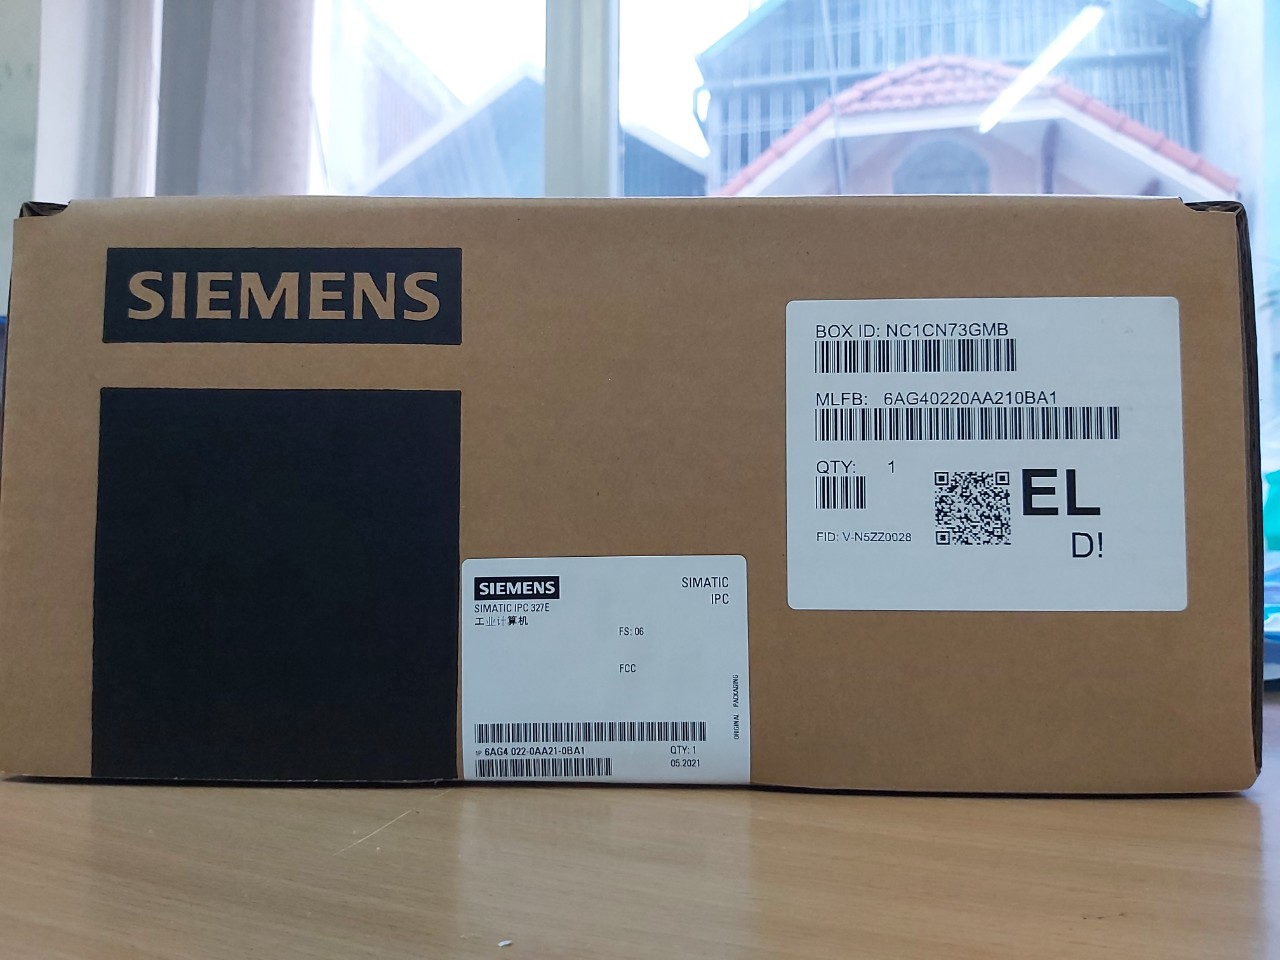 SIEMENS
BOX ID: NC1CN73GMB
MLFB: 6AG40220AA210BA1
QTY: 1
EL
D!
FID: V-N5ZZ0028
SIEMENS
SIMATIC IPC 327E
工业计算机
SIMATIC
IPC
FS: 06
FCC
ORIGINAL PACKAGING
1P 6AG4 022-0AA21-0BA1
QTY: 1
05.2021